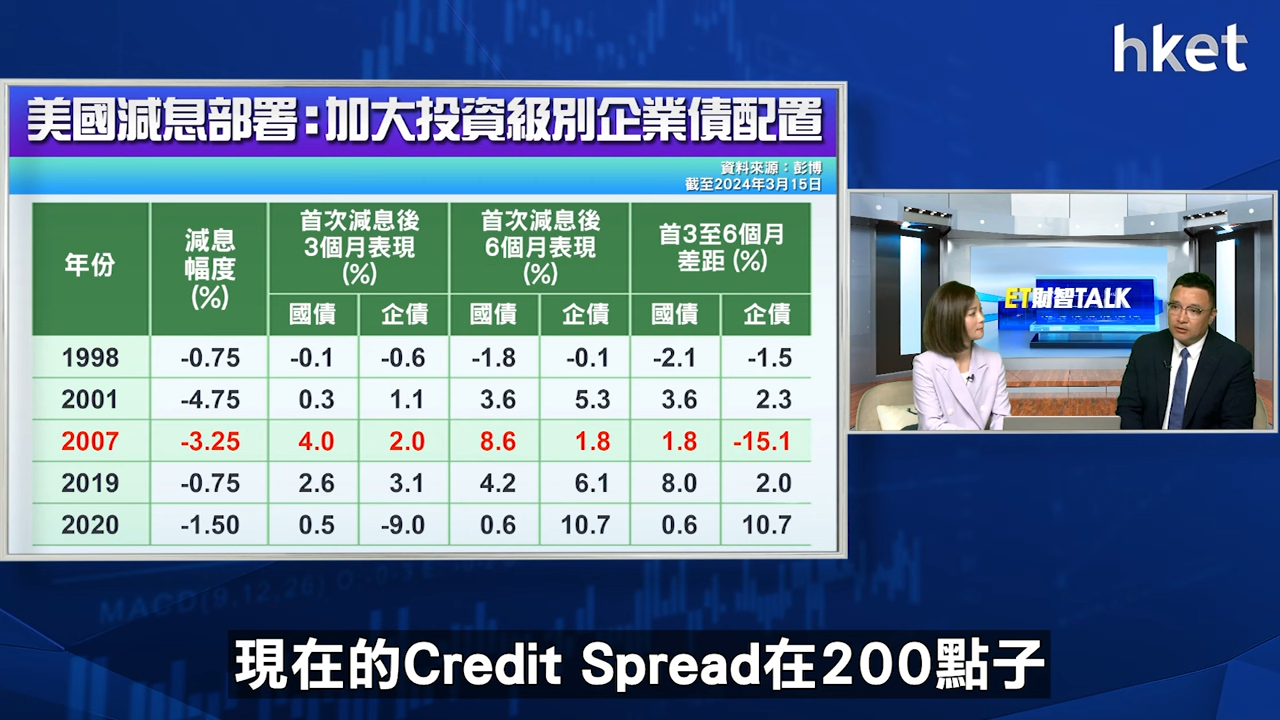 hket
美國減息部署：加大投資級別企業債配置
資料來源：彭博
截至2024年3月15日
年份 減息幅度(%) 首次減息後3個月表現(%) 首次減息後6個月表現(%) 首3至6個月差距(%)
國債 企債 國債 企債 國債 企債
1998 -0.75 -0.1 -0.6 -1.8 -0.1 -2.1 -1.5
2001 -4.75 0.3 1.1 3.6 5.3 3.6 2.3
2007 -3.25 4.0 2.0 8.6 1.8 1.8 -15.1
2019 -0.75 2.6 3.1 4.2 6.1 8.0 2.0
2020 -1.50 0.5 -9.0 0.6 10.7 0.6 10.7
ET財智TALK
MACD(9,12,26)
現在的Credit Spread在200點子